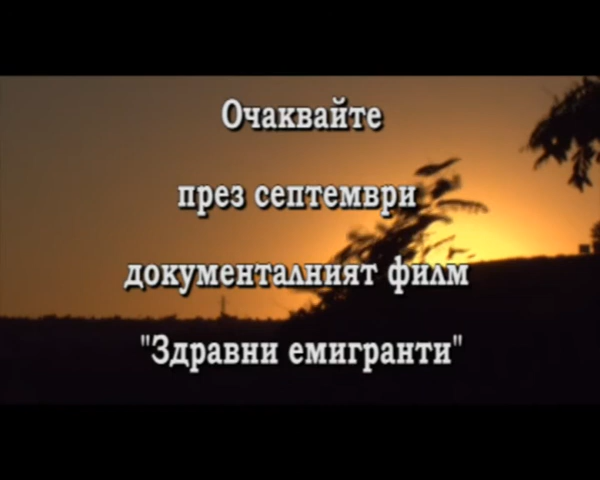 Очаквайте
през септември
документалният филм
"Здравни емигранти"